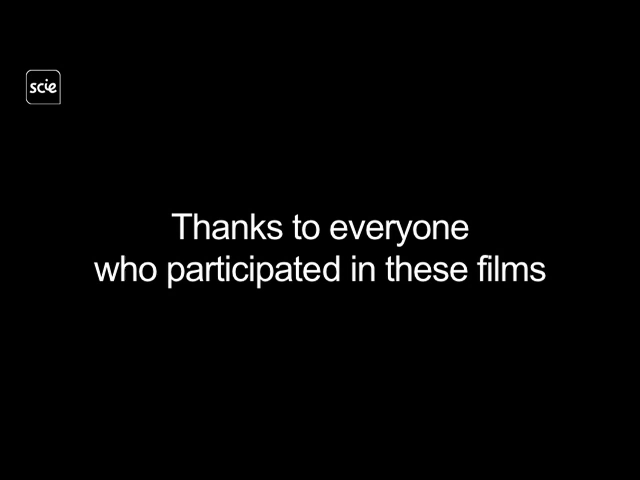 scie
Thanks to everyone
who participated in these films